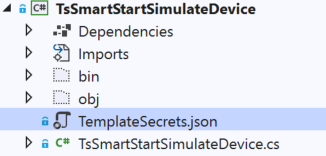 C# TsSmartStartSimulateDevice
Dependencies
Imports
bin
obj
TemplateSecrets.json
C# TsSmartStartSimulateDevice.cs